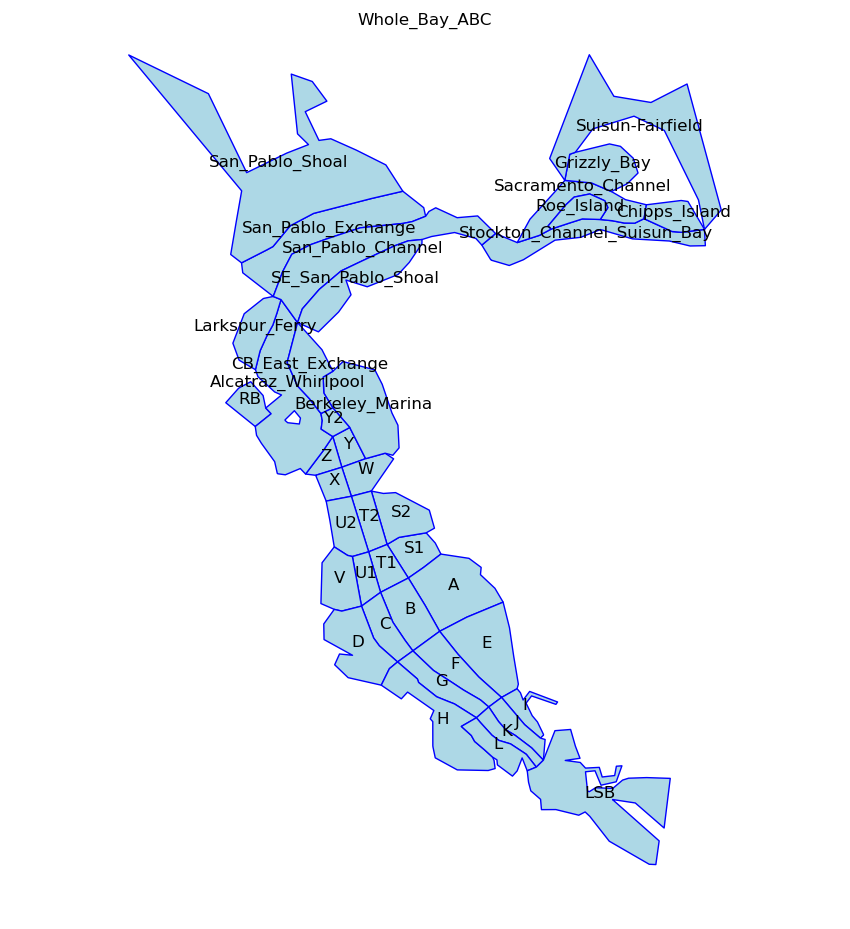 Whole_Bay_ABC
Suisun-Fairfield
San_Pablo_Shoal
Grizzly_Bay
Sacramento_Channel
Roe_Island
Chipps_Island
San_Pablo_Exchange
Stockton_Channel_Suisun_Bay
San_Pablo_Channel
SE_San_Pablo_Shoal
Larkspur_Ferry
CB_East_Exchange
Alcatraz_Whirlpool
RB
Berkeley_Marina
Y2
Y
Z
W
X
S2
T2
U2
S1
T1
U1
V
A
B
C
D
E
F
G
I
H
J
K
L
LSB